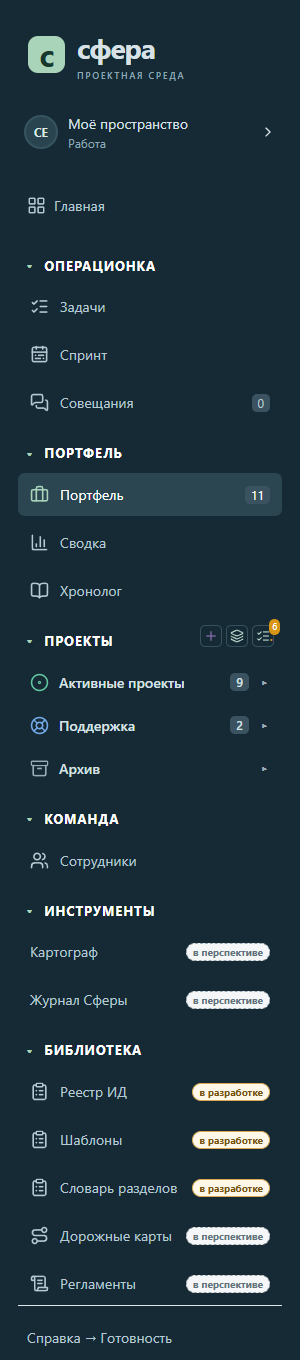 с
сфера
ПРОЕКТНАЯ СРЕДА
СЕ
Моё пространство
Работа
Главная
ОПЕРАЦИОНКА
Задачи
Спринт
Совещания 0
ПОРТФЕЛЬ
Портфель 11
Сводка
Хронолог
6
ПРОЕКТЫ
Активные проекты 9
Поддержка 2
Архив
КОМАНДА
Сотрудники
ИНСТРУМЕНТЫ
Картограф в перспективе
Журнал Сферы в перспективе
БИБЛИОТЕКА
Реестр ИД в разработке
Шаблоны в разработке
Словарь разделов в разработке
Дорожные карты в перспективе
Регламенты в перспективе
Справка → Готовность